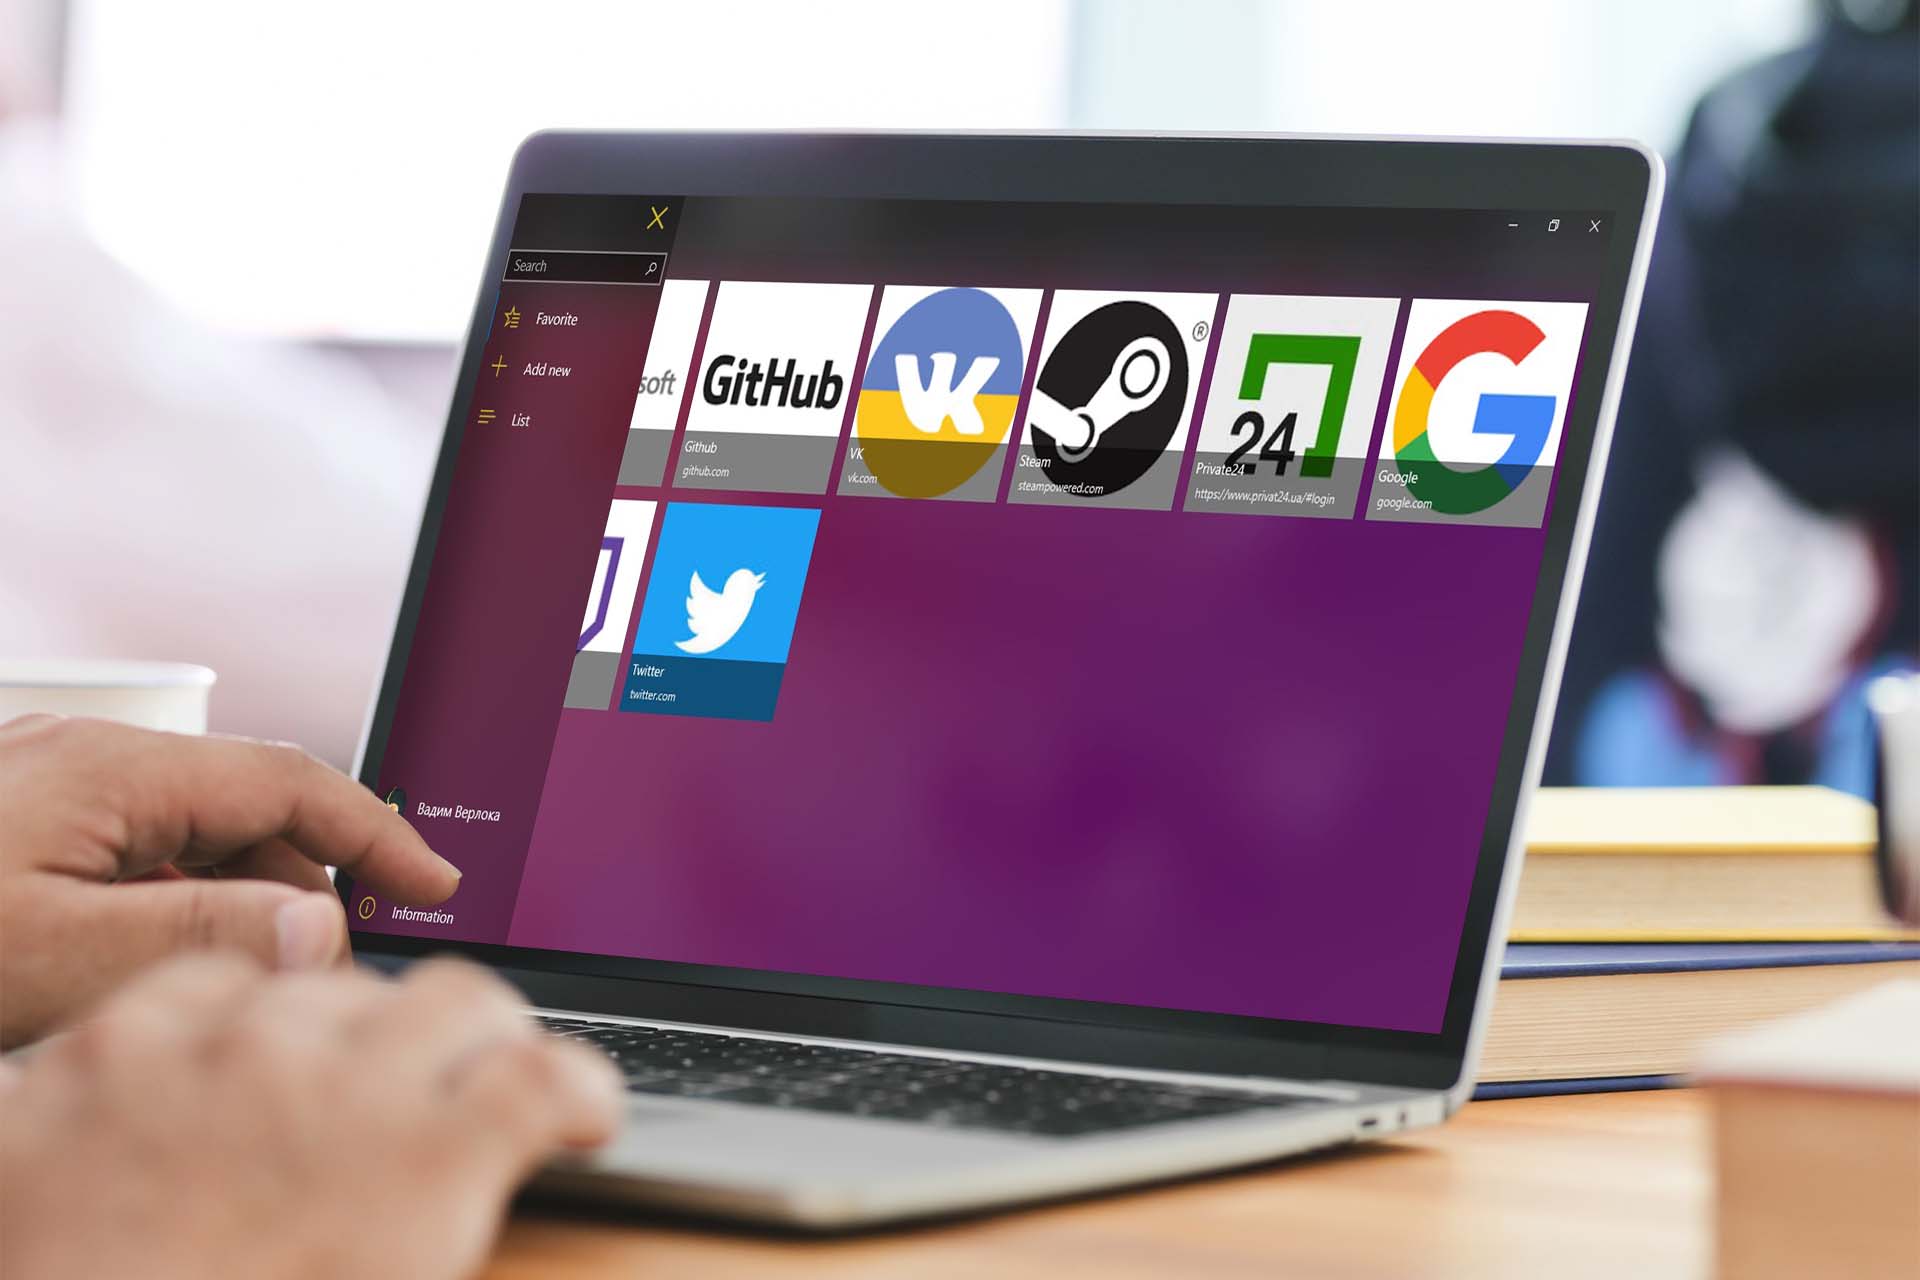 Search
Favorite
Add new
List
Вадим Верлока
Information
soft
GitHub
Github
github.com
VK
VK
vk.com
®
Steam
steampowered.com
24
Private24
https://www.privat24.ua/#login
G
Google
google.com
Twitter
twitter.com